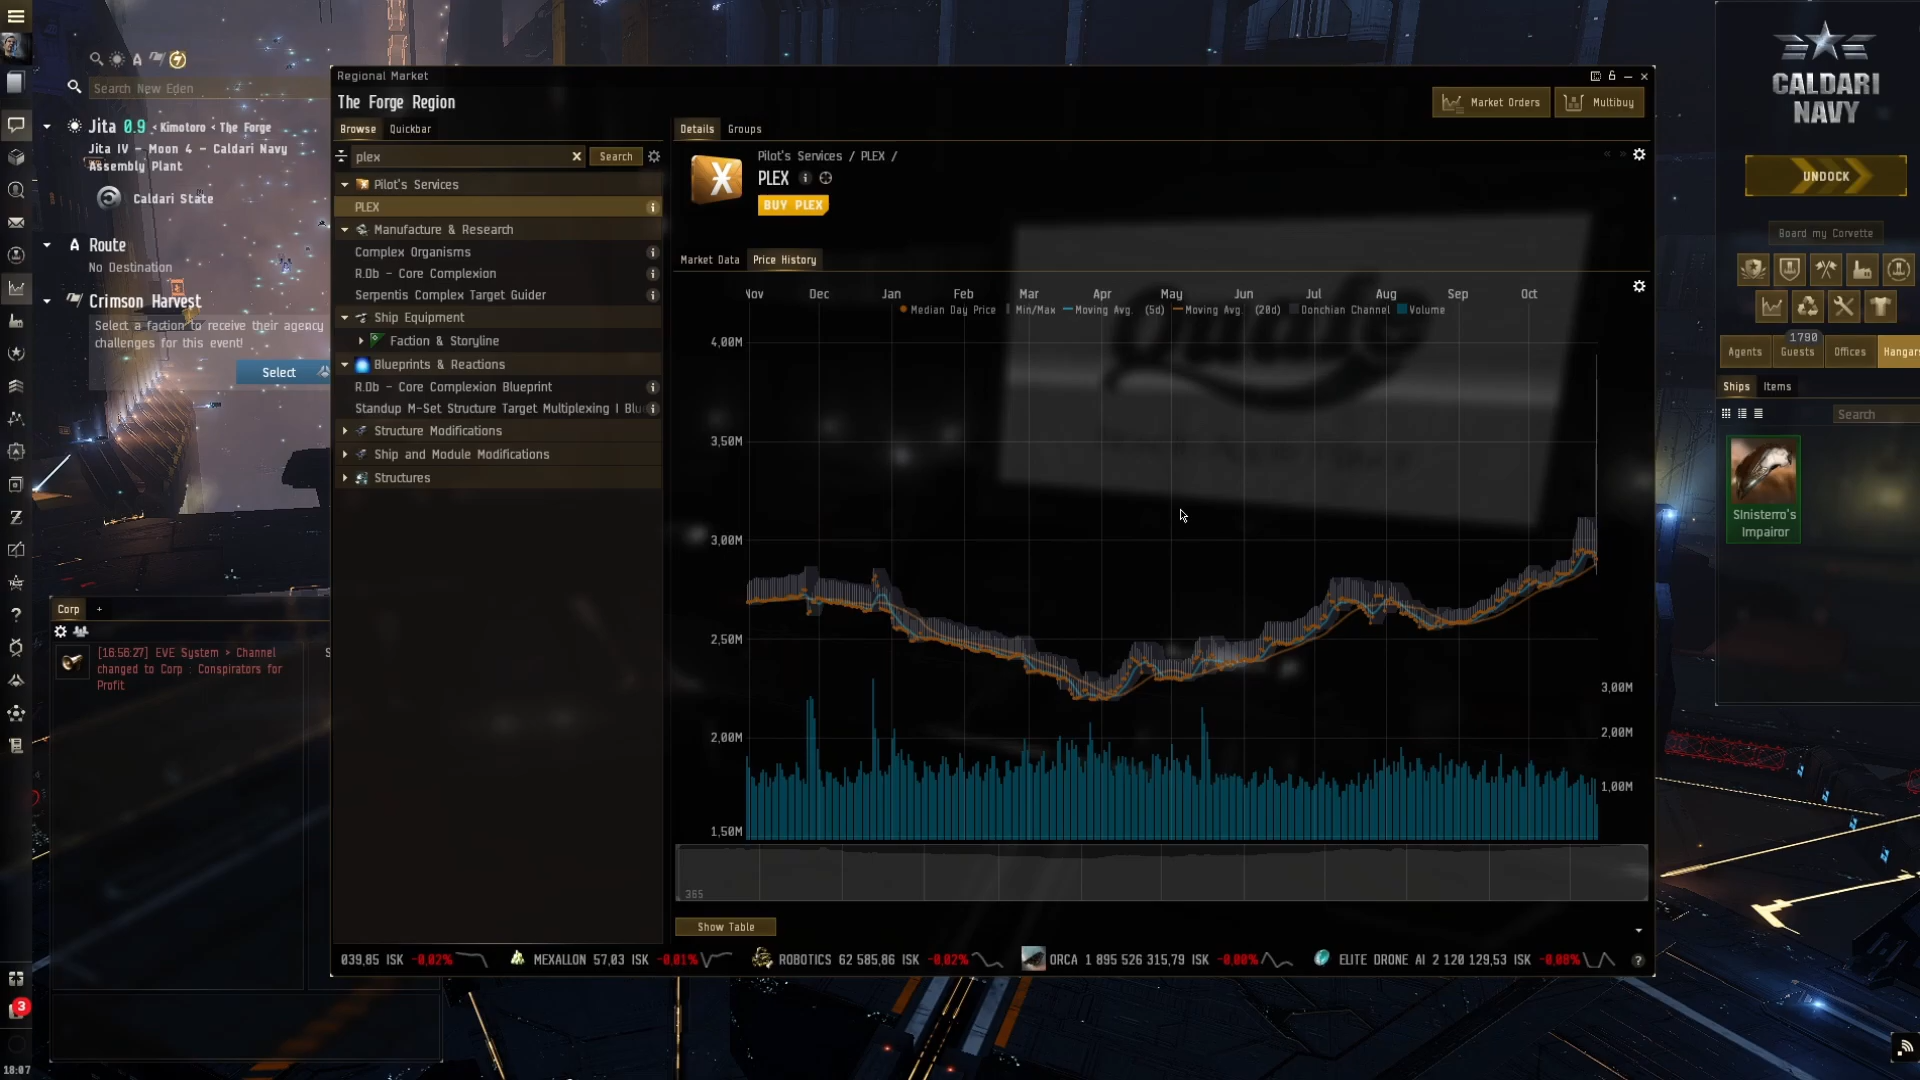 Search New Eden
Jita 0.9 < Kimotoro < The Forge
Jita IV - Moon 4 - Caldari Navy
Assembly Plant
Caldari State
Route
No Destination
Crimson Harvest
Select a faction to receive their agency
challenges for this event!
Select
Corp +
[16:56:27] EVE System > Channel
changed to Corp : Conspirators for
Profit
3
18:07
Regional Market
The Forge Region
Market Orders
Multibuy
Browse Quickbar
plex
Search
Pilot's Services
PLEX
Manufacture & Research
Complex Organisms
R.Db - Core Complexion
Serpentis Complex Target Guider
Ship Equipment
Faction & Storyline
Blueprints & Reactions
R.Db - Core Complexion Blueprint
Standup M-Set Structure Target Multiplexing I Blu
Structure Modifications
Ship and Module Modifications
Structures
Details Groups
Pilot's Services / PLEX /
PLEX
BUY PLEX
Market Data Price History
Nov Dec Jan Feb Mar Apr May Jun Jul Aug Sep Oct
Median Day Price Min/Max Moving Avg. (5d) Moving Avg. (20d) Donchian Channel Volume
4,00M
3,50M
3,00M
2,50M
2,00M
1,50M
3,00M
2,00M
1,00M
365
Show Table
039,85 ISK -0,02% MEXALLON 57,03 ISK -0,01% ROBOTICS 62 585,86 ISK -0,02% ORCA 1 895 526 315,79 ISK -0,00% ELITE DRONE AI 2 120 129,53 ISK -0,08%
CALDARI
NAVY
UNDOCK
Board my Corvette
1790
Agents Guests Offices Hangars
Ships Items
Search
SInisterro's
Impairor